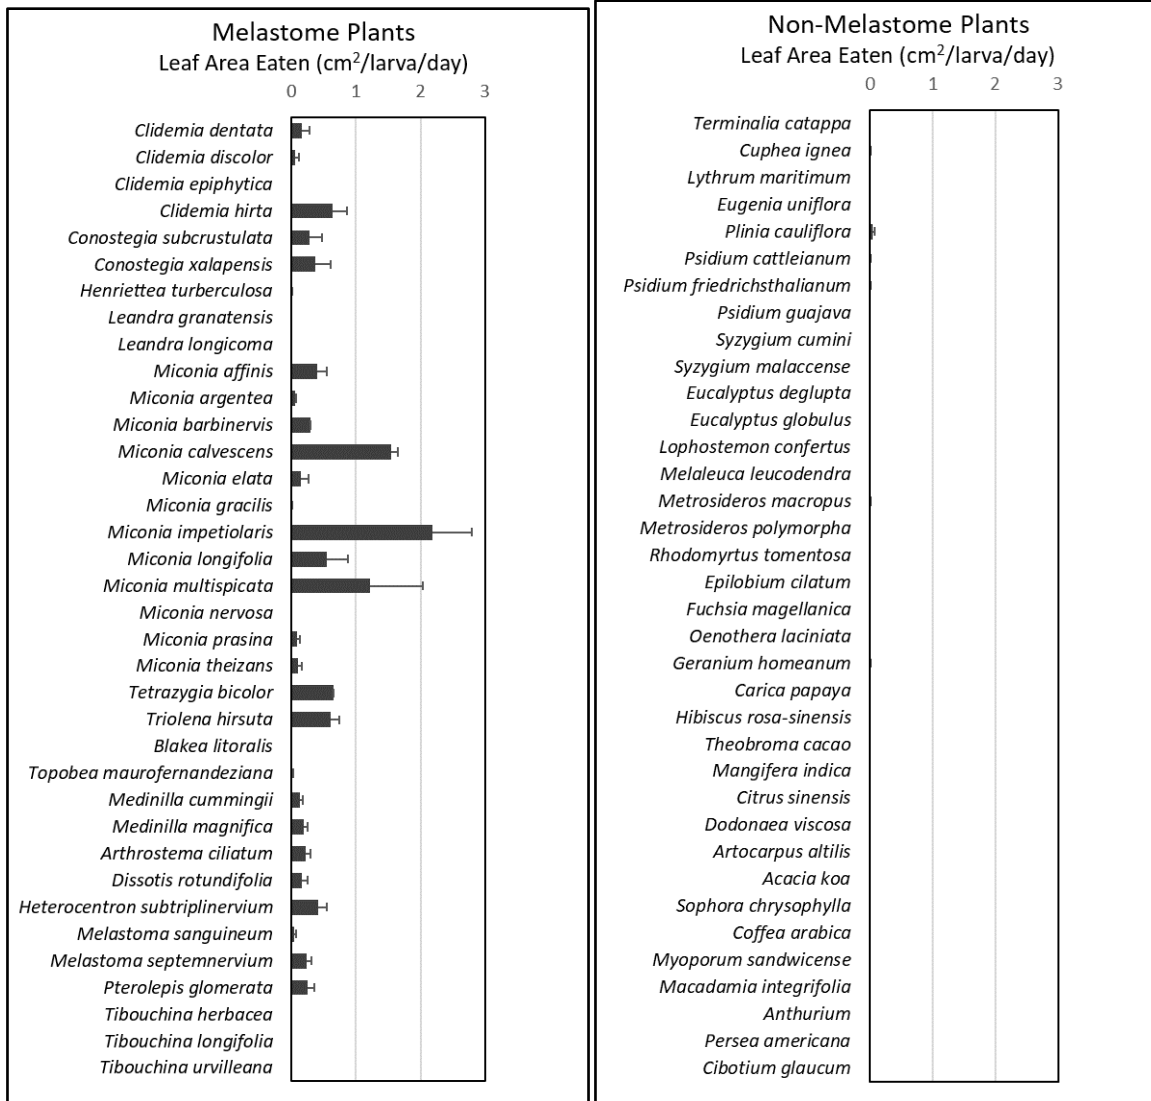 Melastome Plants
Leaf Area Eaten (cm²/larva/day)
0 1 2 3
Clidemia dentata
Clidemia discolor
Clidemia epiphytica
Clidemia hirta
Conostegia subcrustulata
Conostegia xalapensis
Henriettea turberculosa
Leandra granatensis
Leandra longicoma
Miconia affinis
Miconia argentea
Miconia barbinervis
Miconia calvescens
Miconia elata
Miconia gracilis
Miconia impetiolaris
Miconia longifolia
Miconia multispicata
Miconia nervosa
Miconia prasina
Miconia theizans
Tetrazygia bicolor
Triolena hirsuta
Blakea litoralis
Topobea maurofernandeziana
Medinilla cummingii
Medinilla magnifica
Arthrostema ciliatum
Dissotis rotundifolia
Heterocentron subtriplinervium
Melastoma sanguineum
Melastoma septemnervium
Pterolepis glomerata
Tibouchina herbacea
Tibouchina longifolia
Tibouchina urvilleana
Non-Melastome Plants
Leaf Area Eaten (cm²/larva/day)
0 1 2 3
Terminalia catappa
Cuphea ignea
Lythrum maritimum
Eugenia uniflora
Plinia cauliflora
Psidium cattleianum
Psidium friedrichsthalianum
Psidium guajava
Syzygium cumini
Syzygium malaccense
Eucalyptus deglupta
Eucalyptus globulus
Lophostemon confertus
Melaleuca leucodendra
Metrosideros macropus
Metrosideros polymorpha
Rhodomyrtus tomentosa
Epilobium cilatum
Fuchsia magellanica
Oenothera laciniata
Geranium homeanum
Carica papaya
Hibiscus rosa-sinensis
Theobroma cacao
Mangifera indica
Citrus sinensis
Dodonaea viscosa
Artocarpus altilis
Acacia koa
Sophora chrysophylla
Coffea arabica
Myoporum sandwicense
Macadamia integrifolia
Anthurium
Persea americana
Cibotium glaucum